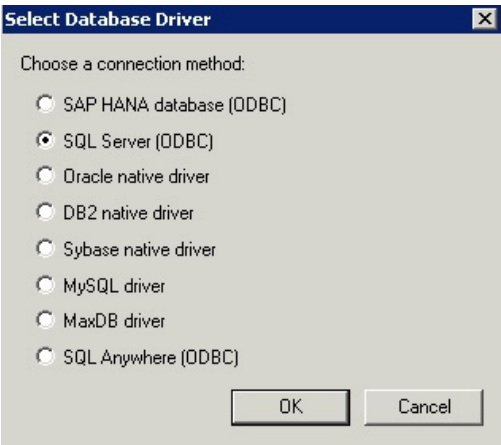 Select Database Driver
Choose a connection method:
SAP HANA database (ODBC)
SQL Server (ODBC)
Oracle native driver
DB2 native driver
Sybase native driver
MySQL driver
MaxDB driver
SQL Anywhere (ODBC)
OK Cancel